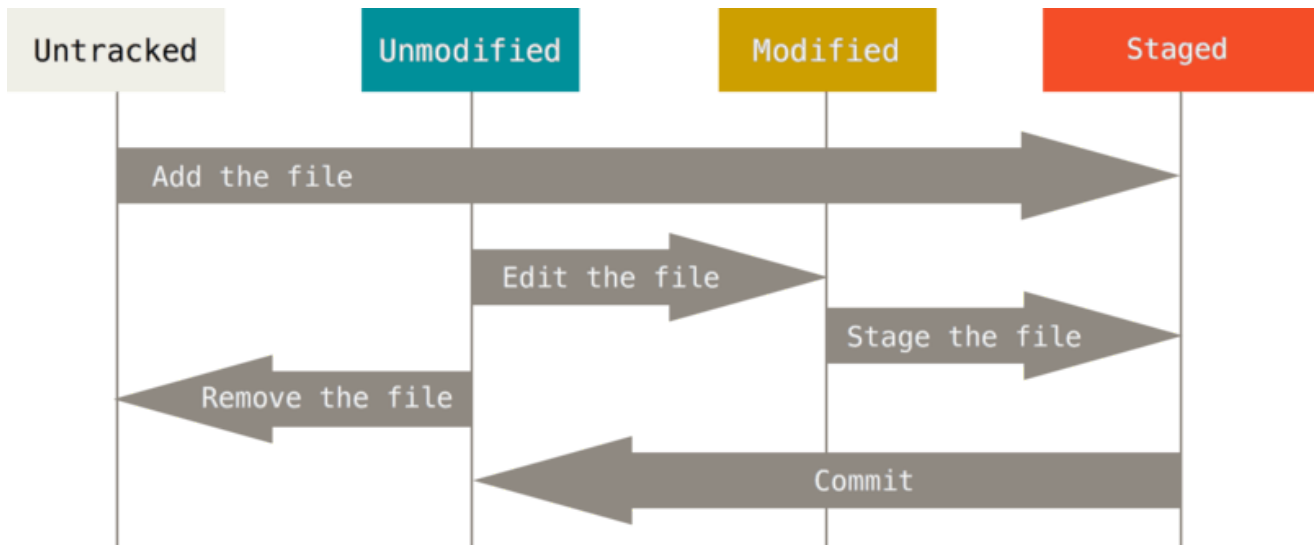 Untracked
Unmodified
Modified
Staged
Add the file
Edit the file
Stage the file
Remove the file
Commit